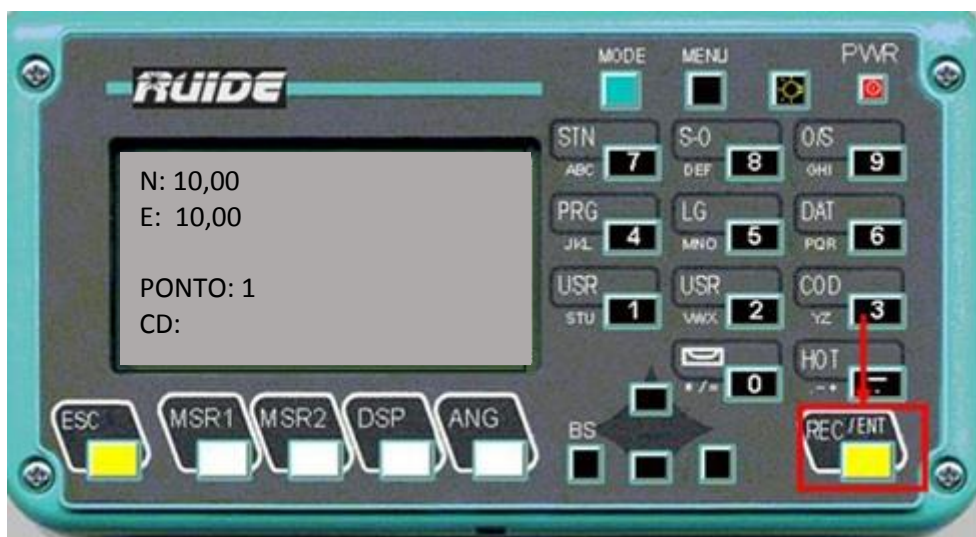 MODE MENU PWR
RUIDE
STN ABC 7 S-O DEF 8 O/S GHI 9
N: 10,00
E: 10,00
PRG JKL 4 LG MNO 5 DAT PQR 6
PONTO: 1
CD:
USR STU 1 USR VWX 2 COD YZ 3
*/= 0 HOT .-+
ESC MSR1 MSR2 DSP ANG BS REC/ENT